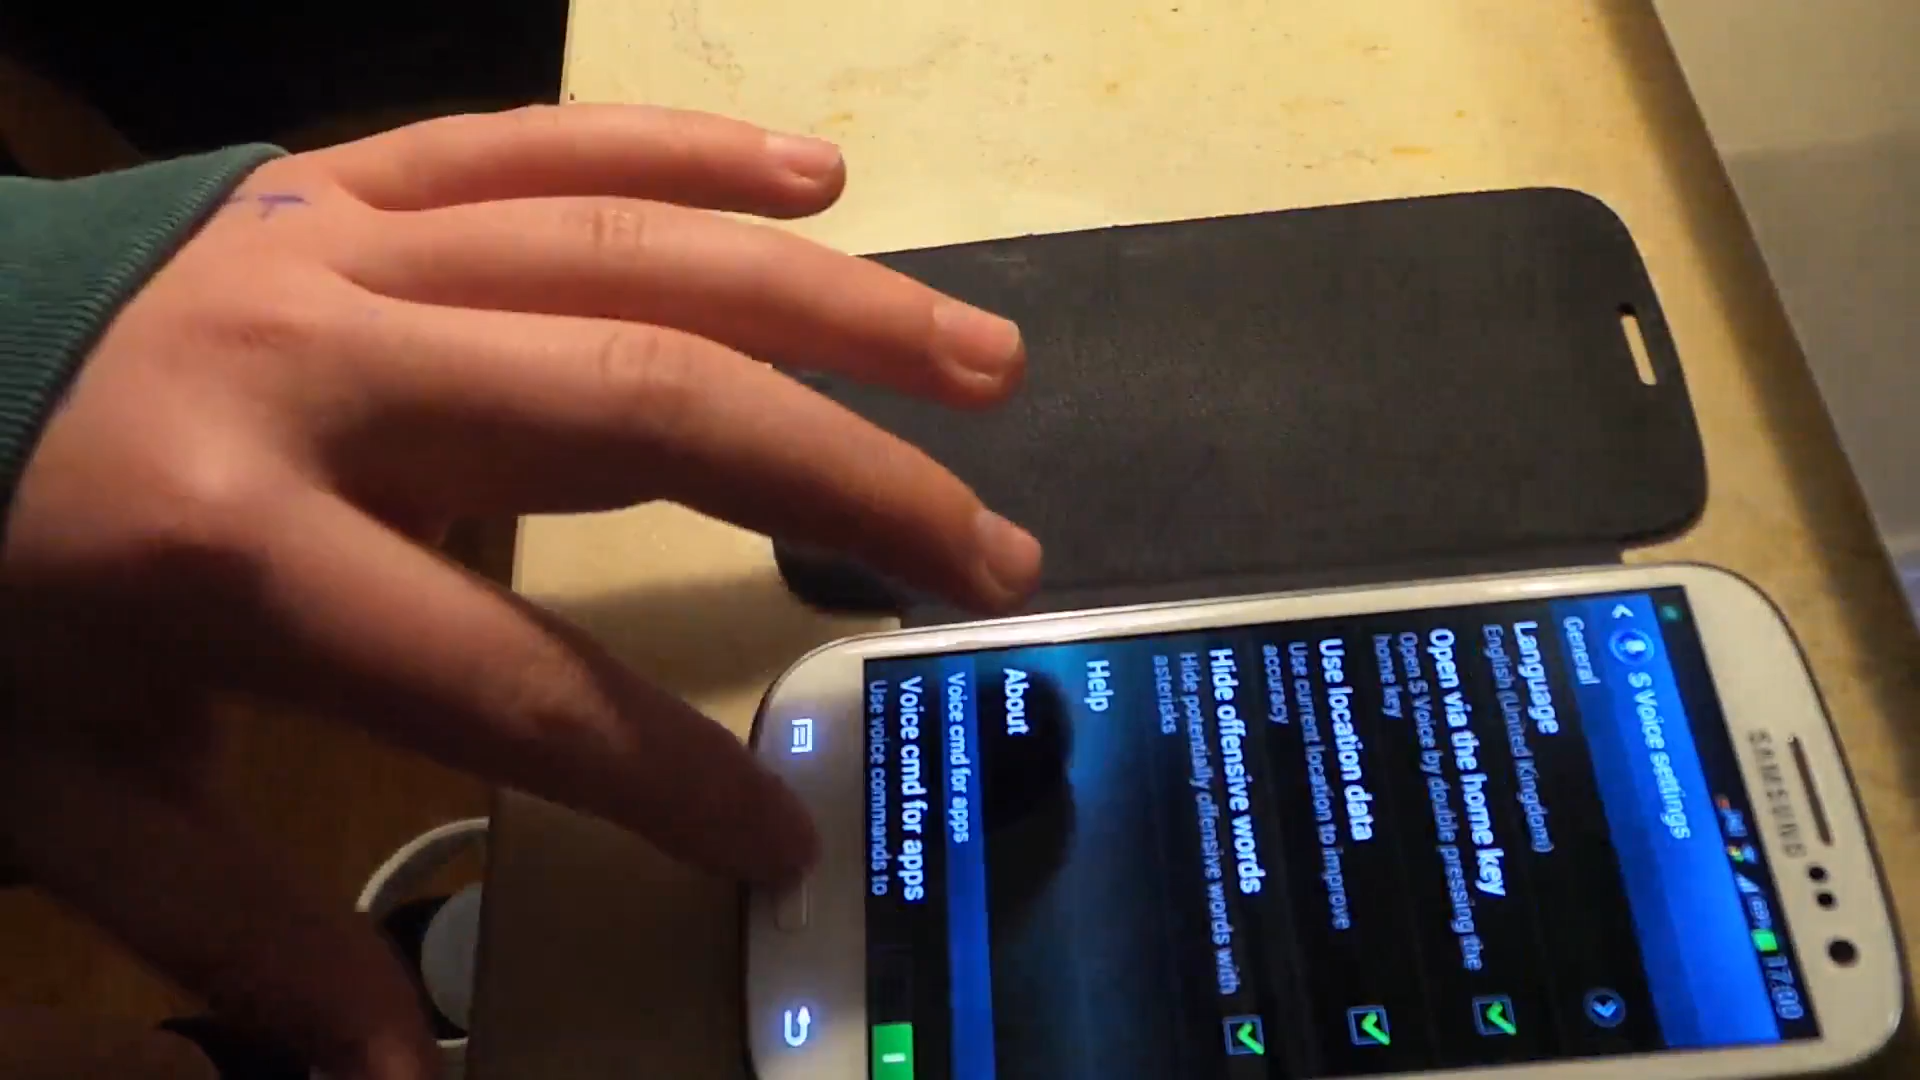 SAMSUNG
17:00
S Voice settings
General
Language
English (United Kingdom)
Open via the home key
Open S Voice by double pressing the
home key
Use location data
Use current location to improve
accuracy
Hide offensive words
Hide potentially offensive words with
asterisks
Help
About
Voice cmd for apps
Voice cmd for apps
Use voice commands to